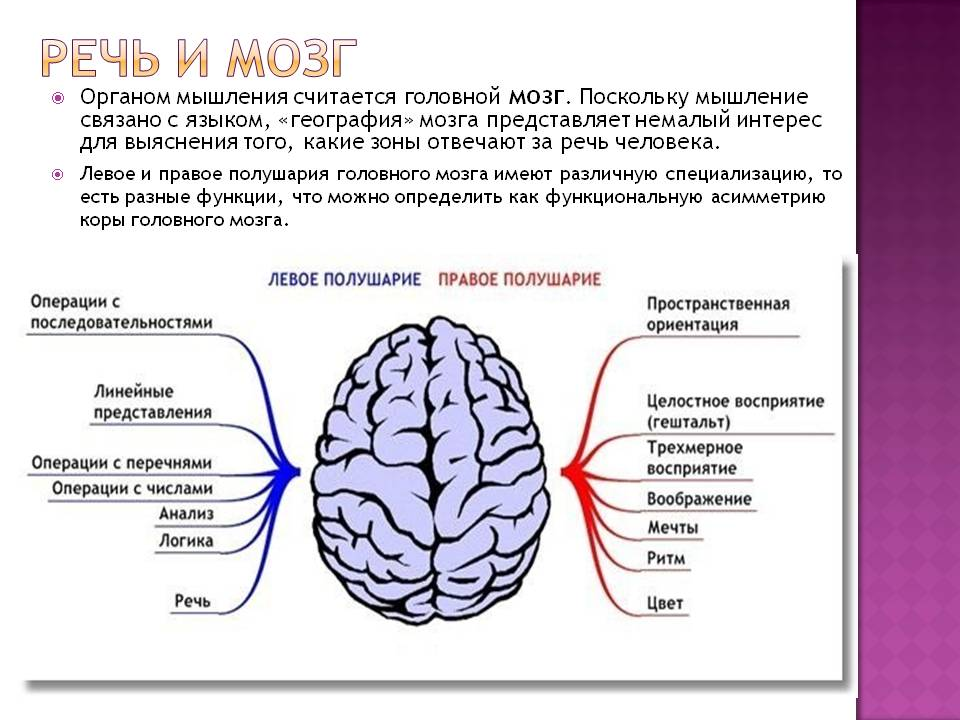 РЕЧЬ И МОЗГ
Органом мышления считается головной мозг. Поскольку мышление
связано с языком, «география» мозга представляет немалый интерес
для выяснения того, какие зоны отвечают за речь человека.
Левое и правое полушария головного мозга имеют различную специализацию, то
есть разные функции, что можно определить как функциональную асимметрию
коры головного мозга.
ЛЕВОЕ ПОЛУШАРИЕ ПРАВОЕ ПОЛУШАРИЕ
Операции с
последовательностями
Линейные
представления
Операции с перечнями
Операции с числами
Анализ
Логика
Речь
Пространственная
ориентация
Целостное восприятие
(гештальт)
Трехмерное
восприятие
Воображение
Мечты
Ритм
Цвет